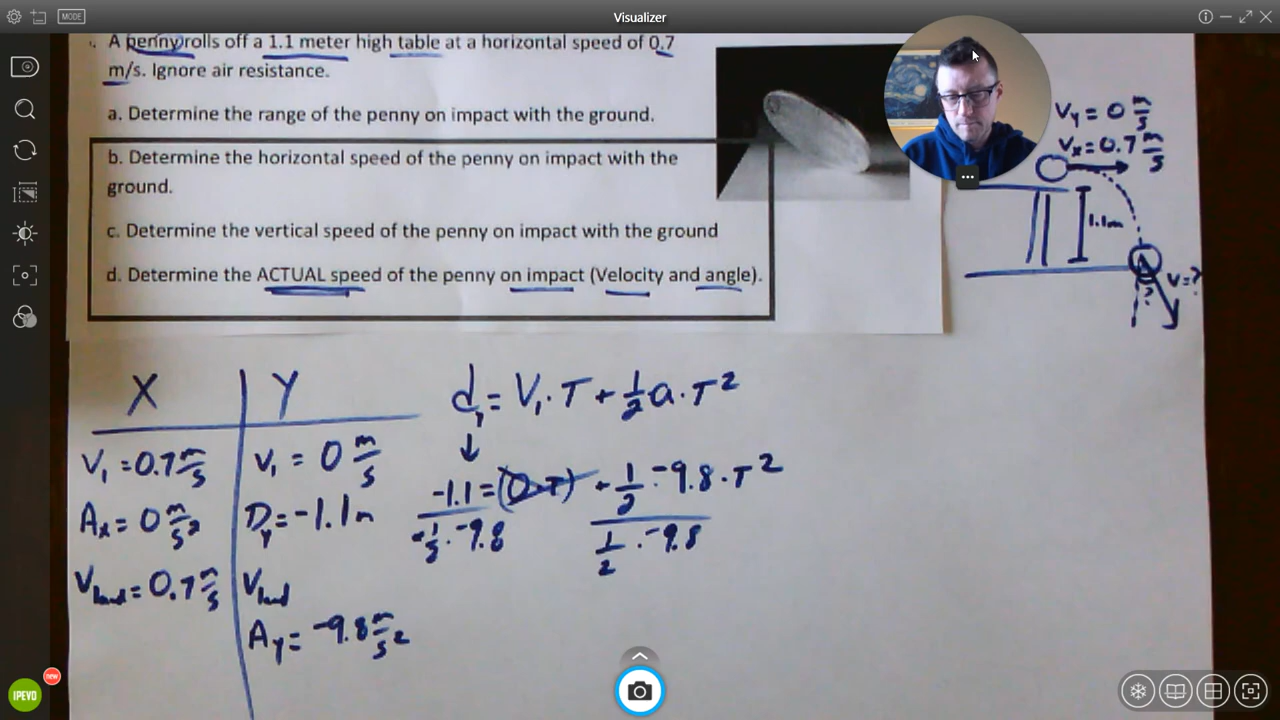 MODE
Visualizer
A penny rolls off a 1.1 meter high table at a horizontal speed of 0.7
m/s. Ignore air resistance.
a. Determine the range of the penny on impact with the ground.
b. Determine the horizontal speed of the penny on impact with the
ground.
c. Determine the vertical speed of the penny on impact with the ground
d. Determine the ACTUAL speed of the penny on impact (Velocity and angle).
Vy = 0 m/s
Vx = 0.7 m/s
1.1m
V=?
?
X Y
V₁ = 0.7 m/s
Ax = 0 m/s²
Vland = 0.7 m/s
V₁ = 0 m/s
Dy = -1.1m
Vland
Ay = -9.8 m/s²
dy = V₁·T + 1/2 a·T²
-1.1 = (0·T) + 1/2 · -9.8 · T²
1/2 · -9.8
new
IPEVO